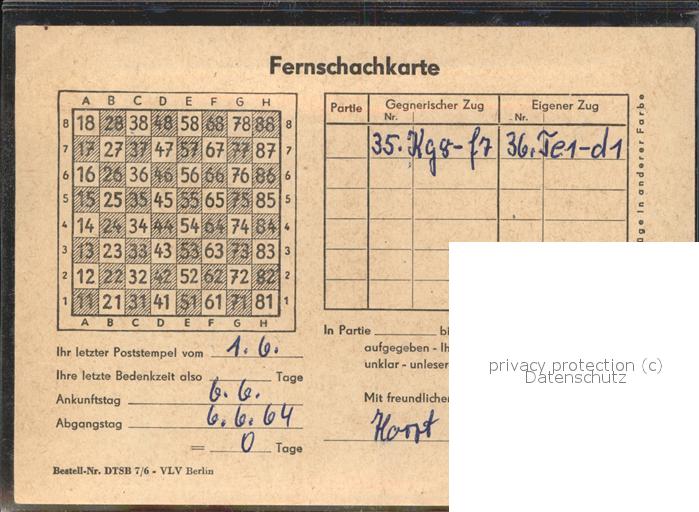 Fernschachkarte
A B C D E F G H
8 18 28 38 48 58 68 78 88 8
7 17 27 37 47 57 67 77 87 7
6 16 26 36 46 56 66 76 86 6
5 15 25 35 45 55 65 75 85 5
4 14 24 34 44 54 64 74 84 4
3 13 23 33 43 53 63 73 83 3
2 12 22 32 42 52 62 72 82 2
1 11 21 31 41 51 61 71 81 1
A B C D E F G H
Ihr letzter Poststempel vom 1. 6.
Ihre letzte Bedenkzeit also Tage
Ankunftstag 6. 6.
Abgangstag 6. 6. 64
= 0 Tage
Bestell-Nr. DTSB 7/6 - VLV Berlin
Partie Gegnerischer Zug Eigener Zug
Nr. Nr.
35. Kg8-f7 36. Te1-d1
in anderer Farbe
In Partie
aufgegeben -
unklar -
Mit
privacy protection (c)
Datenschutz